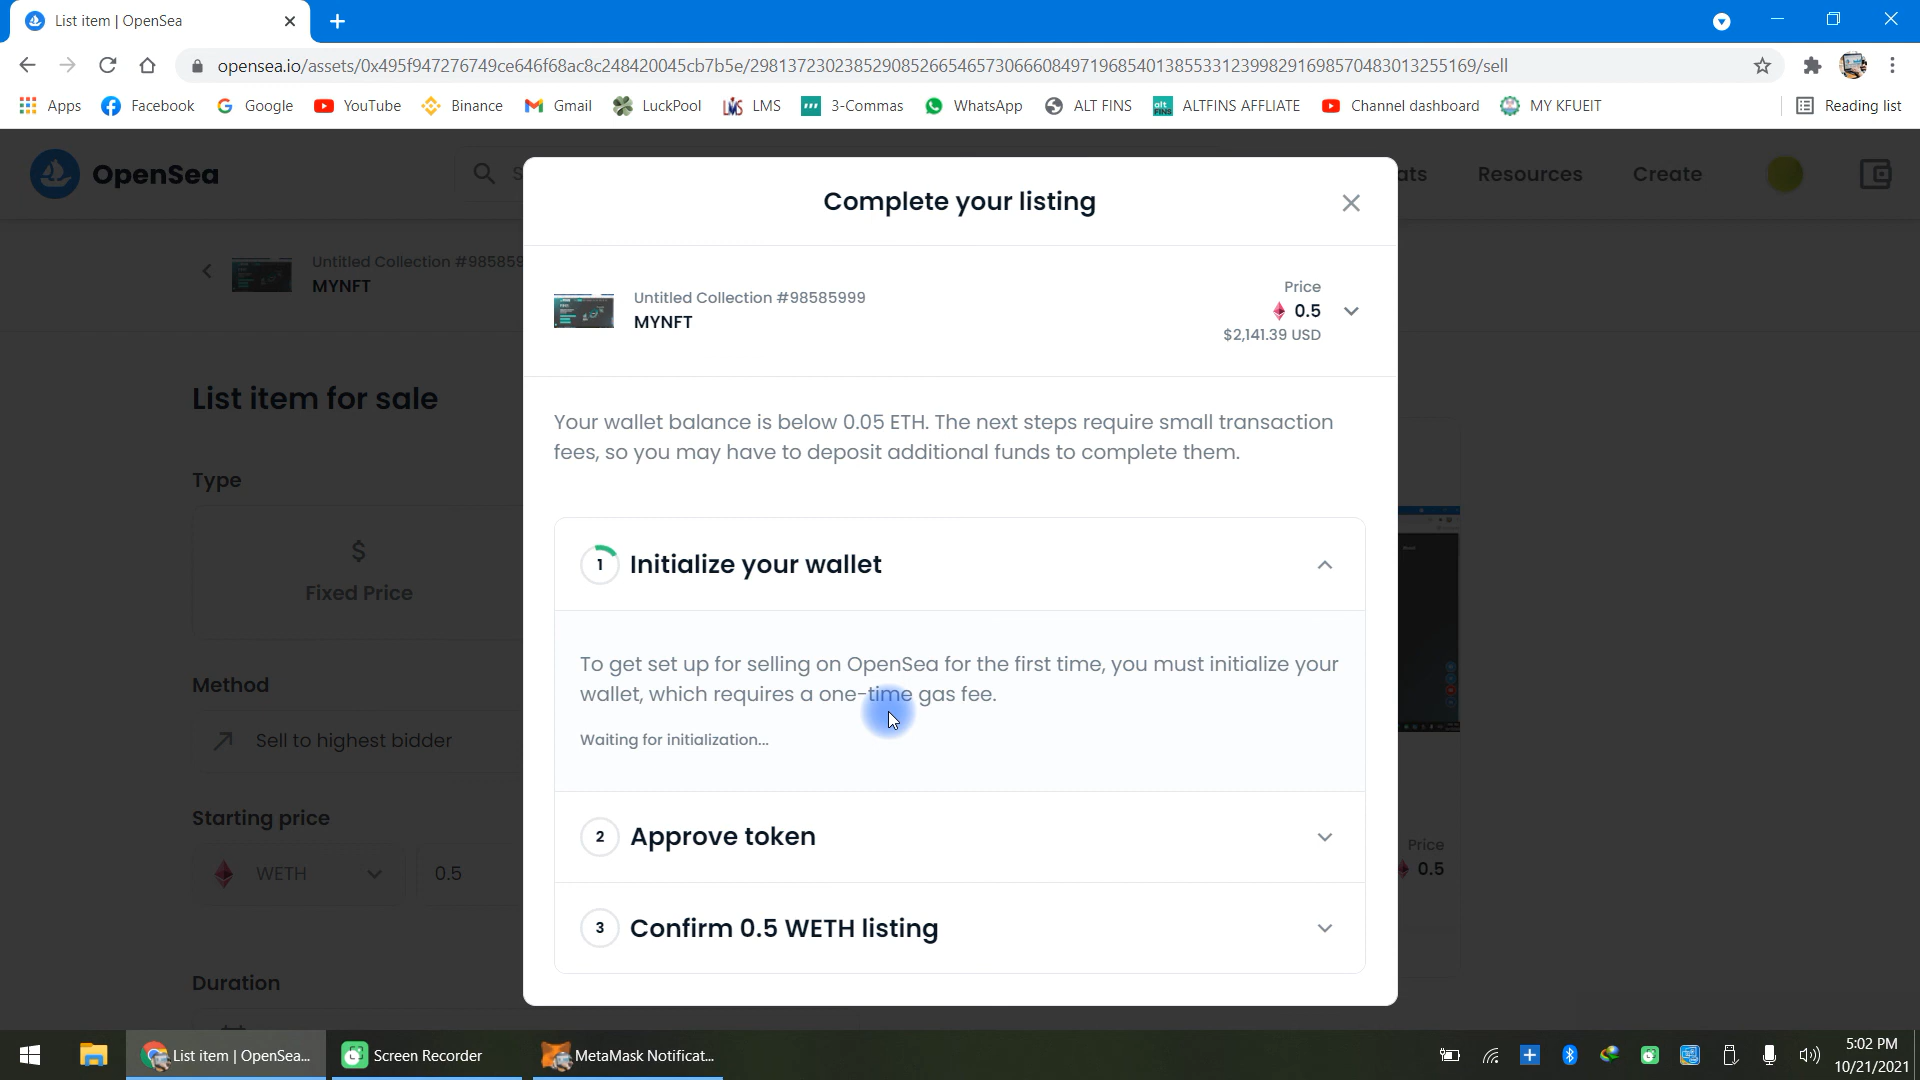 List item | OpenSea
opensea.io/assets/0x495f947276749ce646f68ac8c248420045cb7b5e/29813723023852908526654657306660849719685401385533123998291698570483013255169/sell
Apps Facebook Google YouTube Binance Gmail LuckPool LMS 3-Commas WhatsApp ALT FINS ALTFINS AFFLIATE Channel dashboard MY KFUEIT Reading list
OpenSea
Resources Create
Complete your listing
Untitled Collection #985859
MYNFT
Untitled Collection #98585999
MYNFT
Price
0.5
$2,141.39 USD
List item for sale
Your wallet balance is below 0.05 ETH. The next steps require small transaction
fees, so you may have to deposit additional funds to complete them.
Type
$
Fixed Price
1 Initialize your wallet
To get set up for selling on OpenSea for the first time, you must initialize your
wallet, which requires a one-time gas fee.
Waiting for initialization...
Method
Sell to highest bidder
Starting price
WETH 0.5
2 Approve token
Price
0.5
3 Confirm 0.5 WETH listing
Duration
List item | OpenSea... Screen Recorder MetaMask Notificat...
5:02 PM
10/21/2021